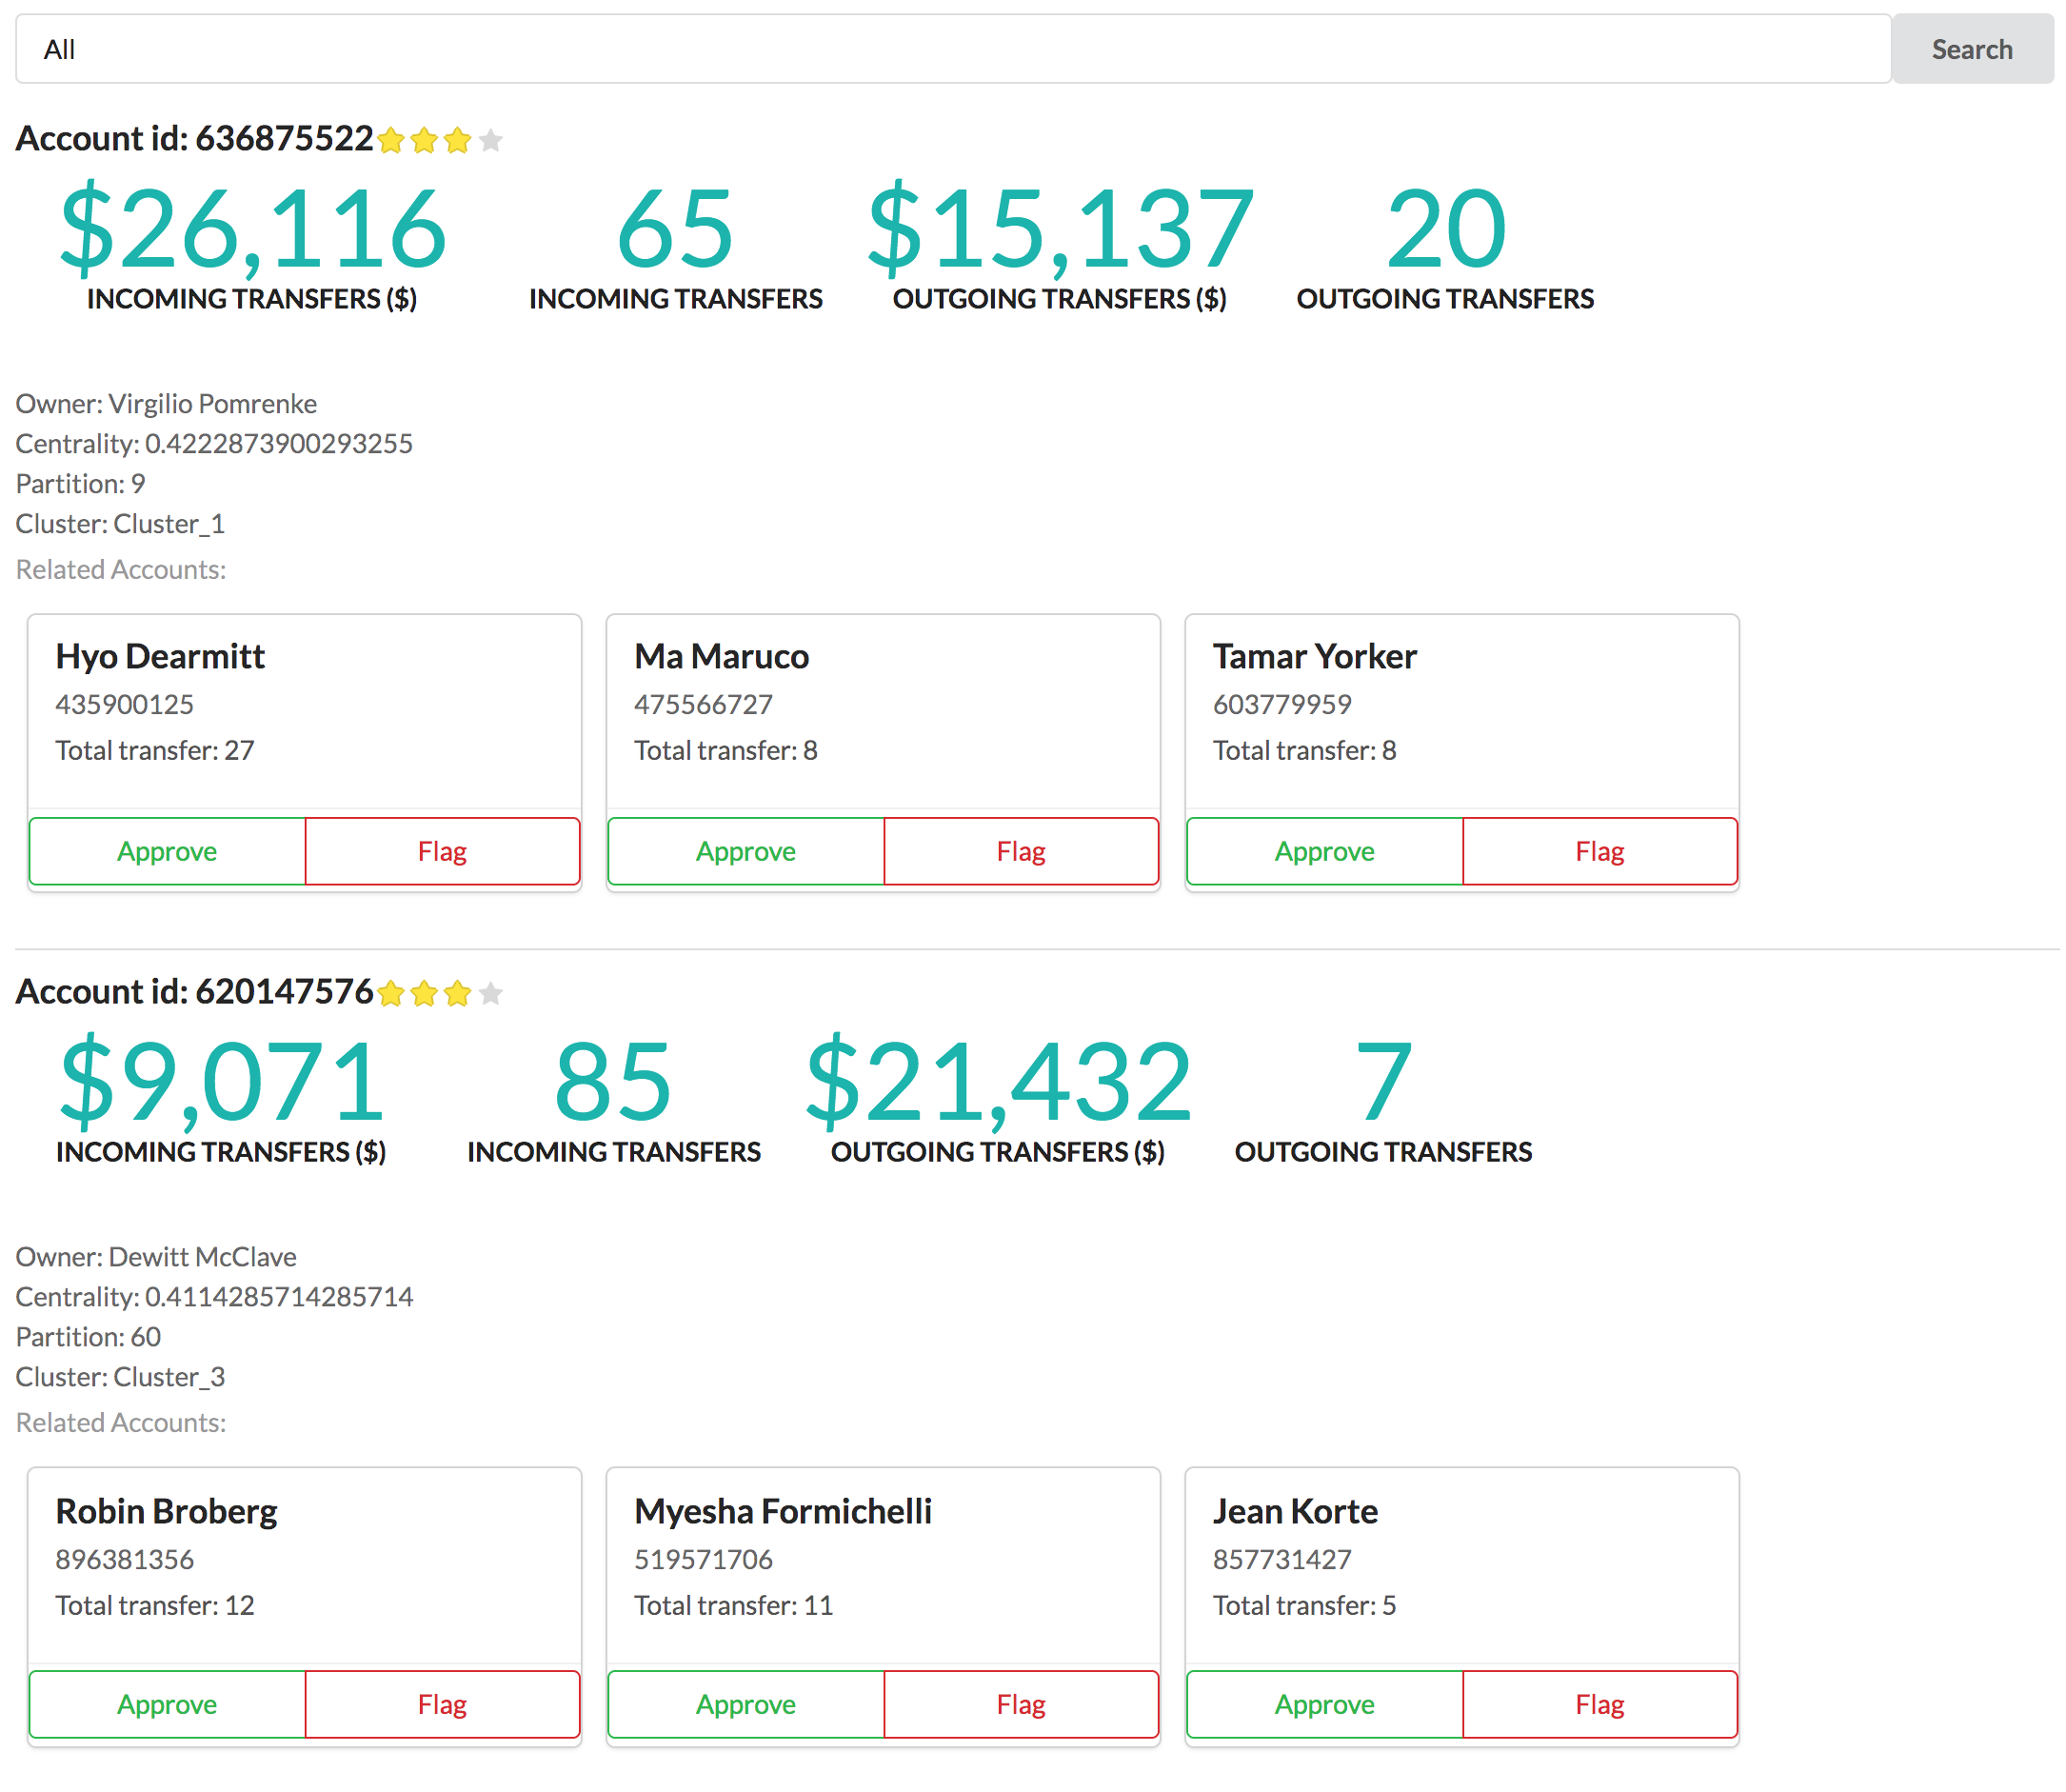 All
Search
Account id: 636875522
$26,116 65 $15,137 20
INCOMING TRANSFERS ($) INCOMING TRANSFERS OUTGOING TRANSFERS ($) OUTGOING TRANSFERS
Owner: Virgilio Pomrenke
Centrality: 0.4222873900293255
Partition: 9
Cluster: Cluster_1
Related Accounts:
Hyo Dearmitt
435900125
Total transfer: 27
Approve Flag
Ma Maruco
475566727
Total transfer: 8
Approve Flag
Tamar Yorker
603779959
Total transfer: 8
Approve Flag
Account id: 620147576
$9,071 85 $21,432 7
INCOMING TRANSFERS ($) INCOMING TRANSFERS OUTGOING TRANSFERS ($) OUTGOING TRANSFERS
Owner: Dewitt McClave
Centrality: 0.4114285714285714
Partition: 60
Cluster: Cluster_3
Related Accounts:
Robin Broberg
896381356
Total transfer: 12
Approve Flag
Myesha Formichelli
519571706
Total transfer: 11
Approve Flag
Jean Korte
857731427
Total transfer: 5
Approve Flag